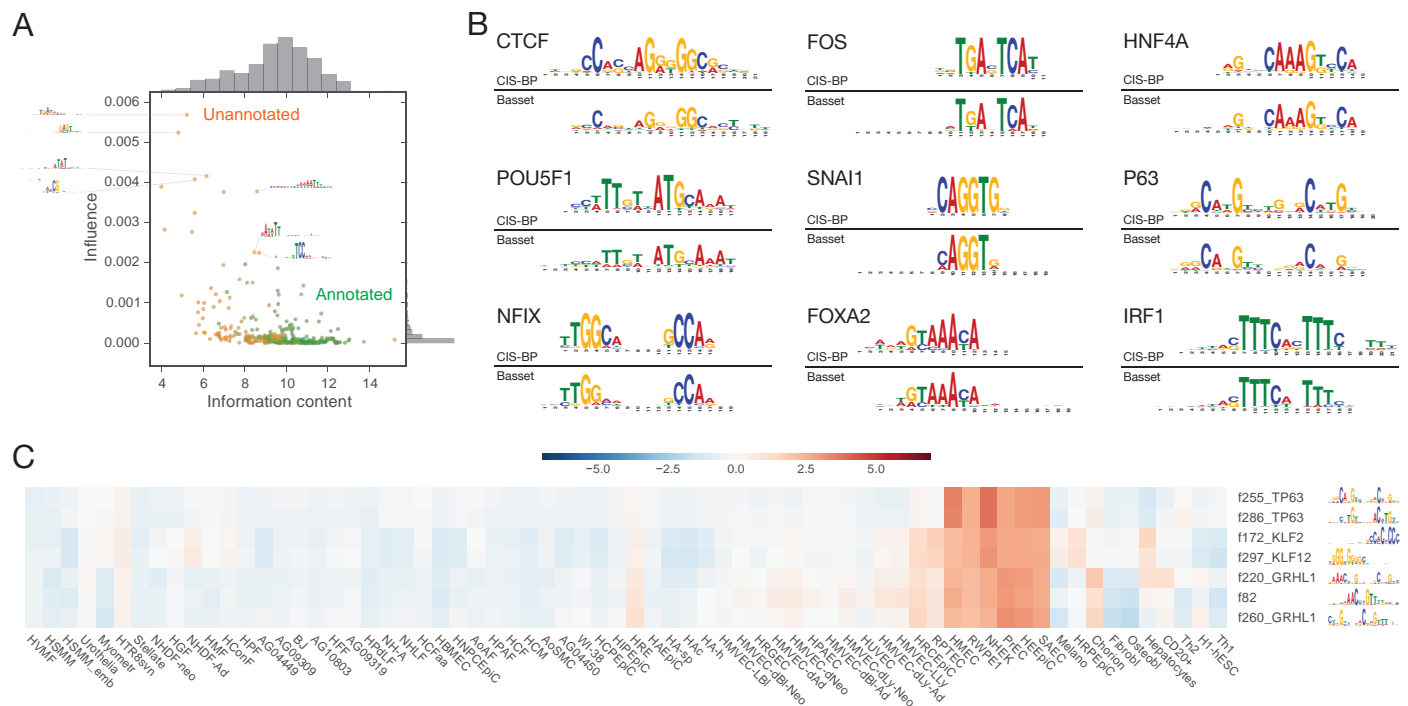 A
Unannotated
Annotated
Influence
0.006
0.005
0.004
0.003
0.002
0.001
0.000
4 6 8 10 12 14
Information content
B
CTCF
CIS-BP
Basset
FOS
CIS-BP
Basset
HNF4A
CIS-BP
Basset
POU5F1
CIS-BP
Basset
SNAI1
CIS-BP
Basset
P63
CIS-BP
Basset
NFIX
CIS-BP
Basset
FOXA2
CIS-BP
Basset
IRF1
CIS-BP
Basset
C
−5.0 −2.5 0.0 2.5 5.0
f255_TP63
f286_TP63
f172_KLF2
f297_KLF12
f220_GRHL1
f82
f260_GRHL1
HVMF
HSMM
HSMM_emb
Urothelia
Myometr
HTR8svn
Stellate
NHDF-neo
HGF
NHDF-Ad
HMF
HConF
HPF
AG04449
AG09309
BJ
AG10803
HFF
AG09319
HPdLF
NH-A
NHLF
HCFaa
HBMEC
HNPCEpiC
AoAF
HPAF
HCF
HCM
AoSMC
AG04450
WI-38
HCPEpiC
HIPEpiC
HRE
HAEpiC
HA-sp
HAc
HA-h
HMVEC-LBl
HMVEC-dBl-Neo
HRGEC
HMVEC-dAd
HMVEC-dNeo
HPAEC
HMVEC-dBl-Ad
HMVEC-dLy-Neo
HUVEC
HMVEC-dLy-Ad
HMVEC-LLy
HRCEpiC
RPTEC
HMEC
RWPE1
NHEK
PrEC
HEEpiC
SAEC
Melano
HRPEpiC
Chorion
Fibrobl
Osteobl
Hepatocytes
CD20+
Th2
H1-hESC
Th1